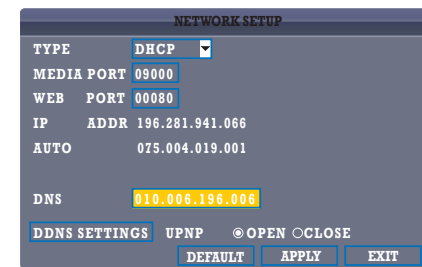 NETWORK SETUP
TYPE DHCP
MEDIA PORT 09000
WEB PORT 00080
IP ADDR 196.281.941.066
AUTO 075.004.019.001
DNS 010.006.196.006
DDNS SETTINGS UPNP OPEN CLOSE
DEFAULT APPLY EXIT